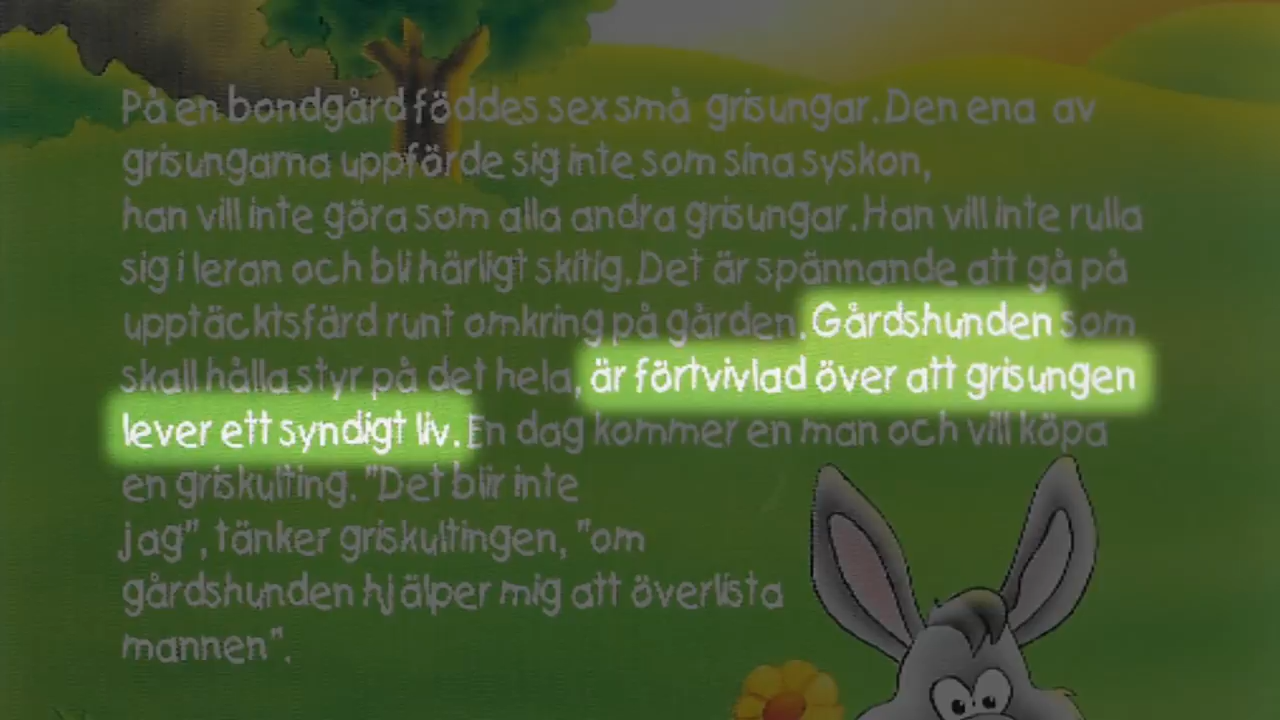 På en bondgård föddes sex små grisungar. Den ena av
grisungarna uppförde sig inte som sina syskon,
han vill inte göra som alla andra grisungar. Han vill inte rulla
sig i leran och bli härligt skitig. Det är spännande att gå på
upptäcktsfärd runt omkring på gården. Gårdshunden som
skall hålla styr på det hela, är förtvivlad över att grisungen
lever ett syndigt liv. En dag kommer en man och vill köpa
en griskulting. "Det blir inte
jag", tänker griskultingen, "om
gårdshunden hjälper mig att överlista
mannen".